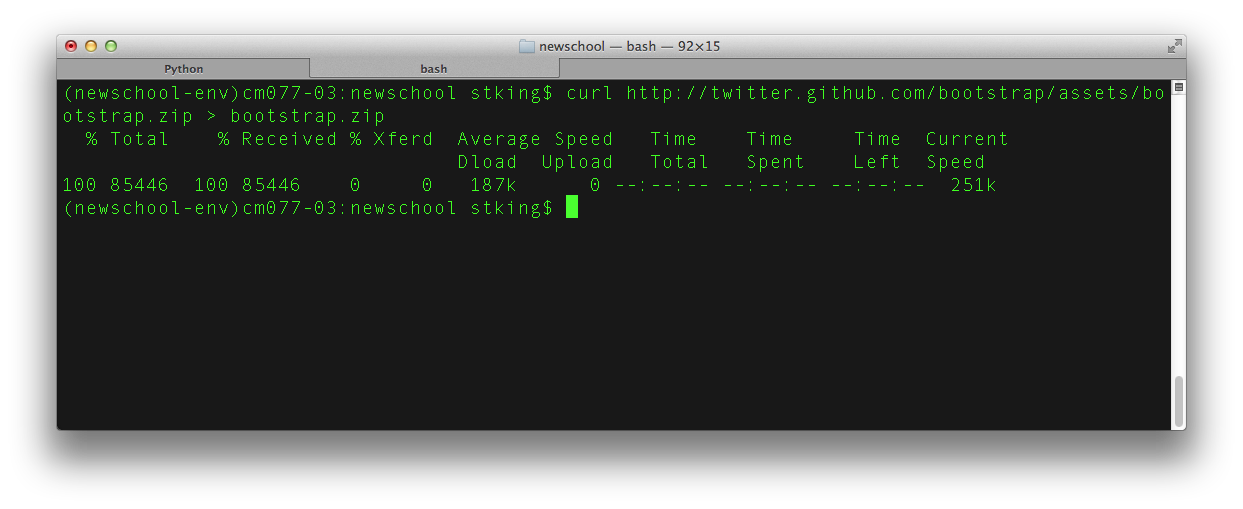 newschool — bash — 92×15
Python bash
(newschool-env)cm077-03:newschool stking$ curl http://twitter.github.com/bootstrap/assets/bo
otstrap.zip > bootstrap.zip
  % Total    % Received % Xferd  Average Speed   Time    Time     Time  Current
                                 Dload  Upload   Total   Spent    Left  Speed
100 85446  100 85446    0     0   187k      0 --:--:-- --:--:-- --:--:--  251k
(newschool-env)cm077-03:newschool stking$